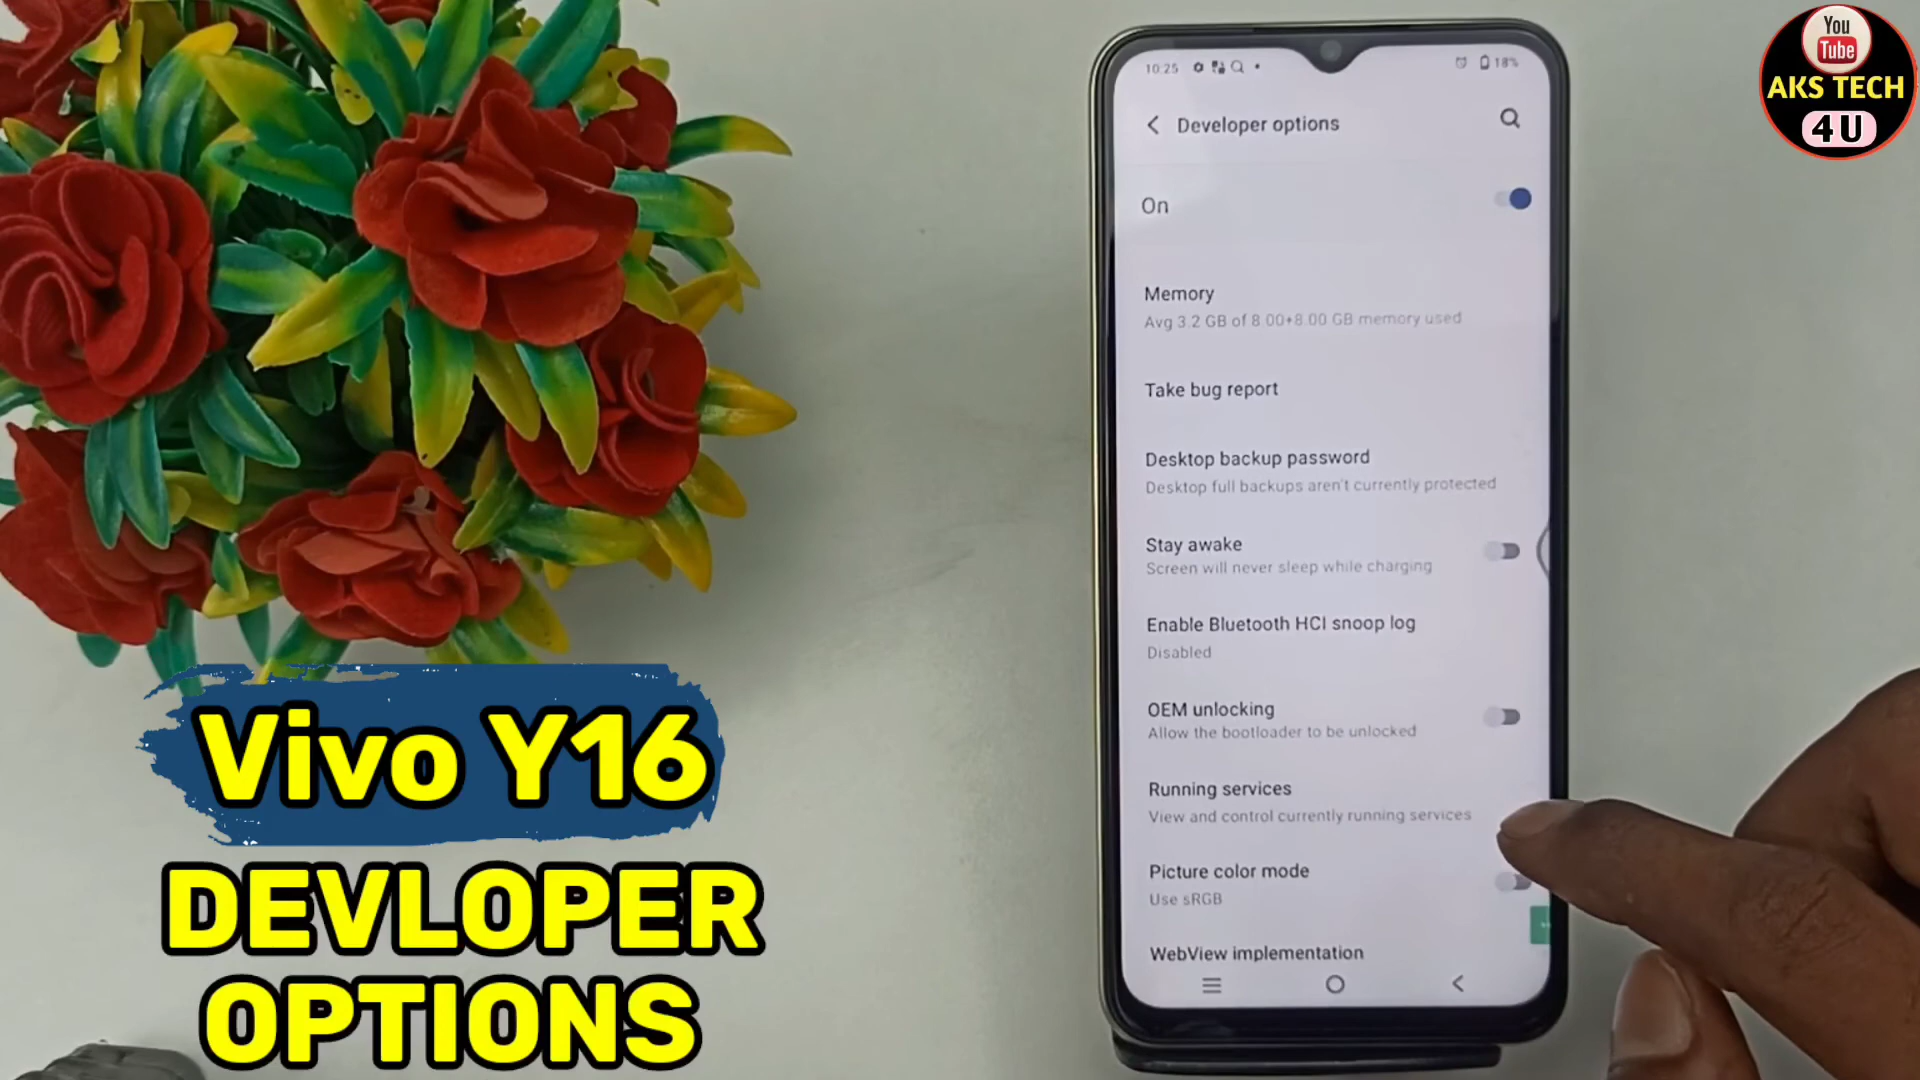 10:25
18%
Developer options
On
Memory
Avg 3.2 GB of 8.00+8.00 GB memory used
Take bug report
Desktop backup password
Desktop full backups aren't currently protected
Stay awake
Screen will never sleep while charging
Enable Bluetooth HCI snoop log
Disabled
OEM unlocking
Allow the bootloader to be unlocked
Running services
View and control currently running services
Picture color mode
Use sRGB
WebView implementation
You
Tube
AKS TECH
4U
Vivo Y16
DEVLOPER
OPTIONS